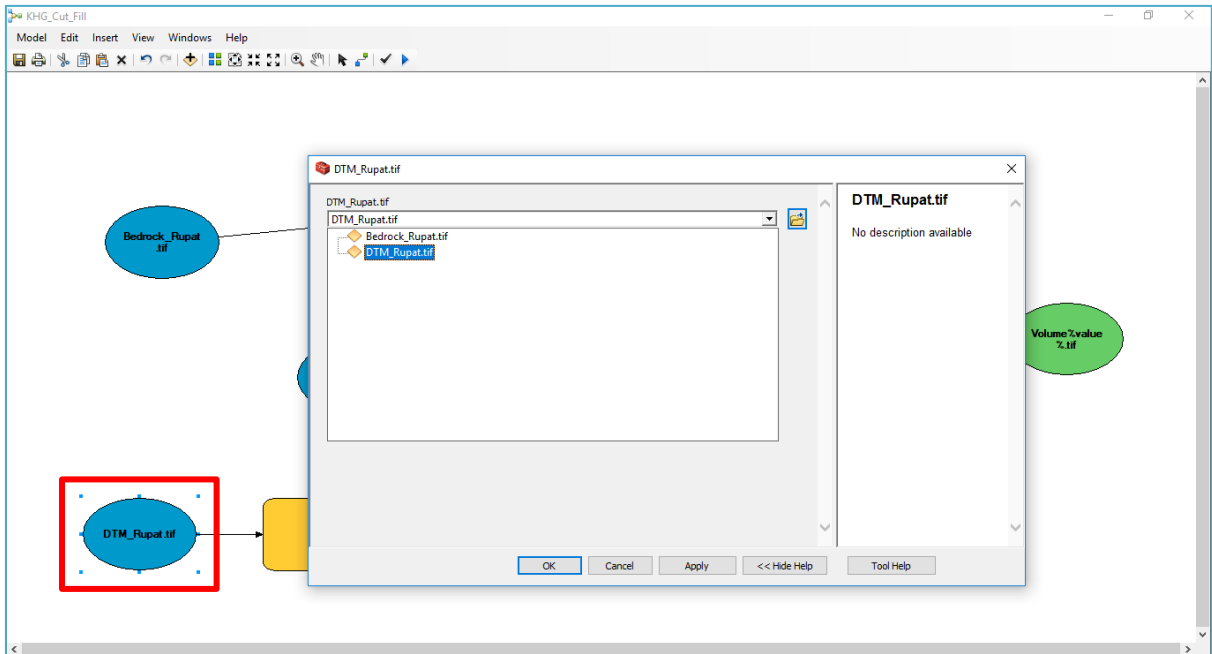 KHG_Cut_Fill
Model Edit Insert View Windows Help
DTM_Rupat.tif
DTM_Rupat.tif
DTM_Rupat.tif
Bedrock_Rupat.tif
DTM_Rupat.tif
DTM_Rupat.tif
No description available
Bedrock_Rupat
.tif
Volume%value
%.tif
DTM_Rupat.tif
OK Cancel Apply << Hide Help Tool Help